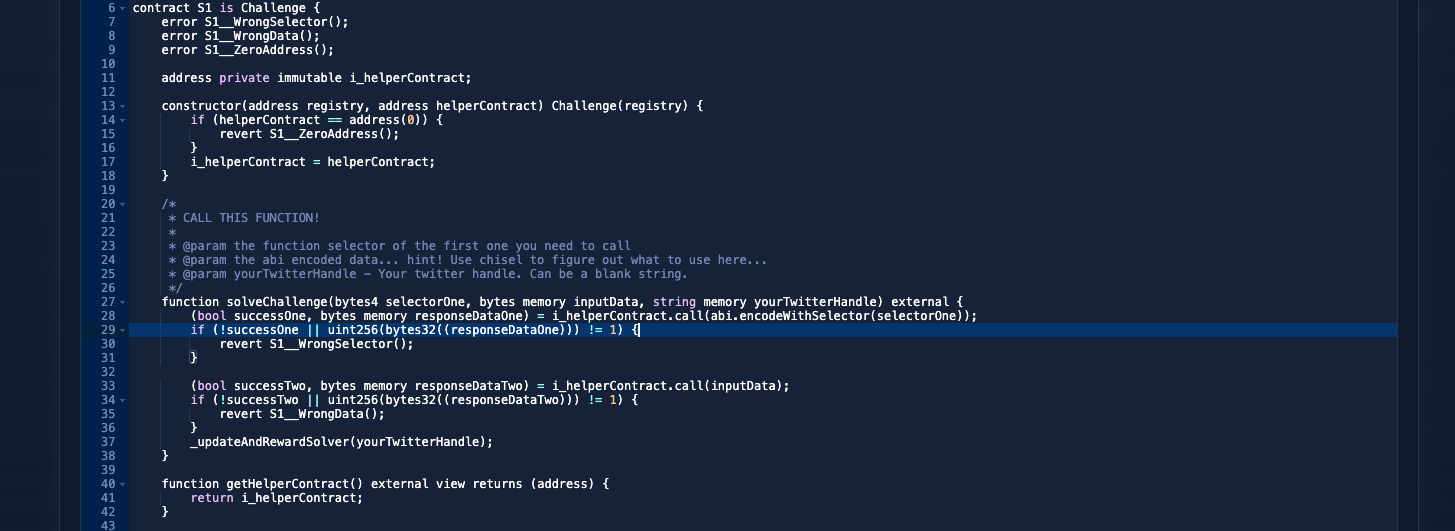 6 contract S1 is Challenge {
7 error S1__WrongSelector();
8 error S1__WrongData();
9 error S1__ZeroAddress();
10
11 address private immutable i_helperContract;
12
13 constructor(address registry, address helperContract) Challenge(registry) {
14 if (helperContract == address(0)) {
15 revert S1__ZeroAddress();
16 }
17 i_helperContract = helperContract;
18 }
19
20 /*
21 * CALL THIS FUNCTION!
22 *
23 * @param the function selector of the first one you need to call
24 * @param the abi encoded data... hint! Use chisel to figure out what to use here...
25 * @param yourTwitterHandle - Your twitter handle. Can be a blank string.
26 */
27 function solveChallenge(bytes4 selectorOne, bytes memory inputData, string memory yourTwitterHandle) external {
28 (bool successOne, bytes memory responseDataOne) = i_helperContract.call(abi.encodeWithSelector(selectorOne));
29 if (!successOne || uint256(bytes32((responseDataOne))) != 1) {
30 revert S1__WrongSelector();
31 }
32
33 (bool successTwo, bytes memory responseDataTwo) = i_helperContract.call(inputData);
34 if (!successTwo || uint256(bytes32((responseDataTwo))) != 1) {
35 revert S1__WrongData();
36 }
37 _updateAndRewardSolver(yourTwitterHandle);
38 }
39
40 function getHelperContract() external view returns (address) {
41 return i_helperContract;
42 }
43